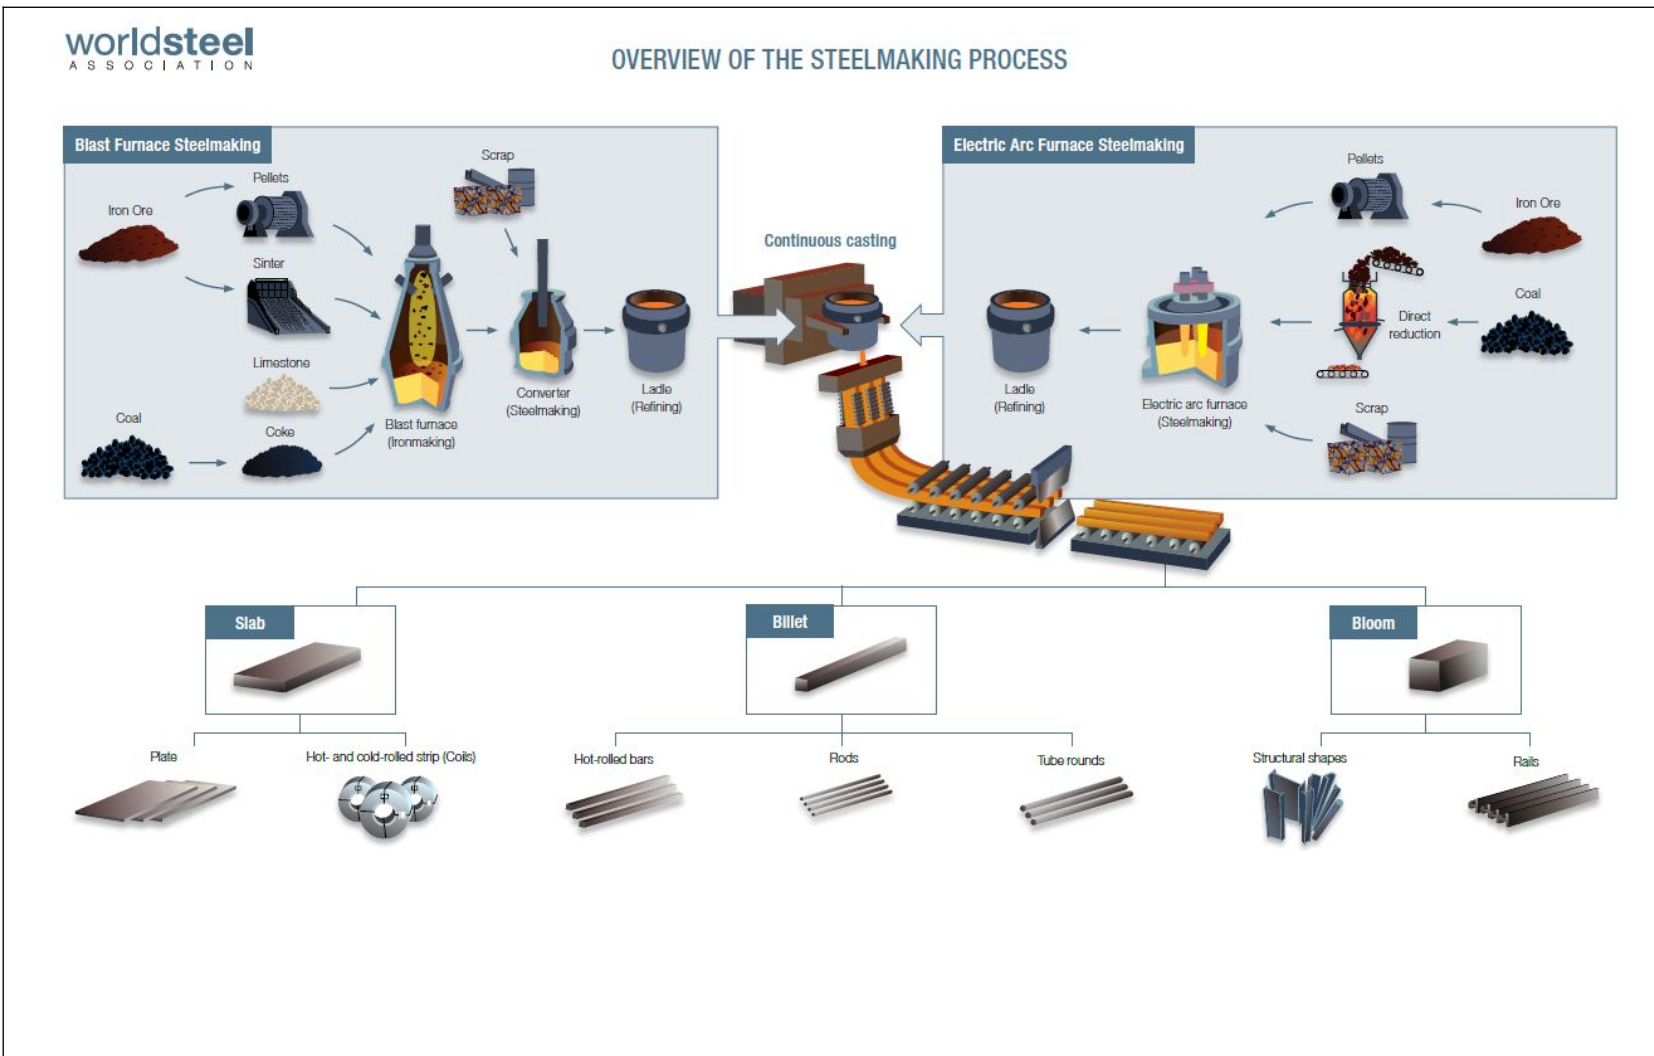 worldsteel
ASSOCIATION
OVERVIEW OF THE STEELMAKING PROCESS
Blast Furnace Steelmaking
Iron Ore
Pellets
Sinter
Limestone
Coal
Coke
Blast furnace
(Ironmaking)
Scrap
Converter
(Steelmaking)
Ladle
(Refining)
Continuous casting
Electric Arc Furnace Steelmaking
Pellets
Iron Ore
Coal
Direct
reduction
Scrap
Electric arc furnace
(Steelmaking)
Ladle
(Refining)
Slab
Billet
Bloom
Plate
Hot- and cold-rolled strip (Coils)
Hot-rolled bars
Rods
Tube rounds
Structural shapes
Rails